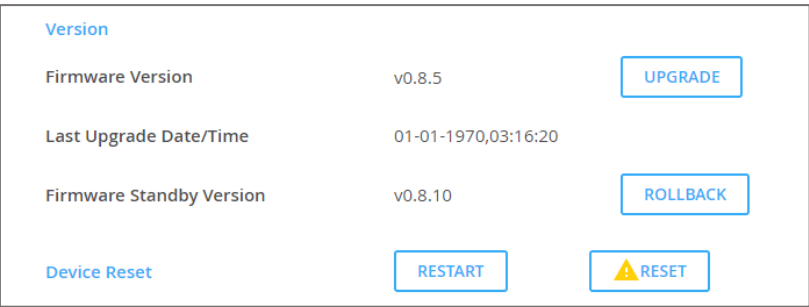 Version
Firmware Version v0.8.5 UPGRADE
Last Upgrade Date/Time 01-01-1970,03:16:20
Firmware Standby Version v0.8.10 ROLLBACK
Device Reset RESTART RESET